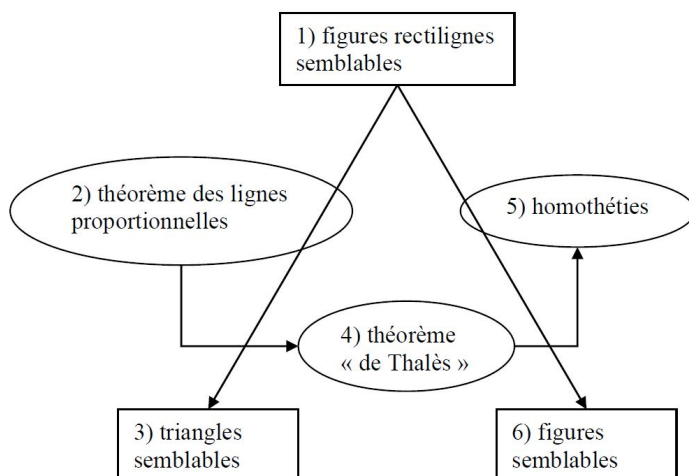 1) figures rectilignes
semblables
2) théorème des lignes
proportionnelles
5) homothéties
4) théorème
« de Thalès »
3) triangles
semblables
6) figures
semblables